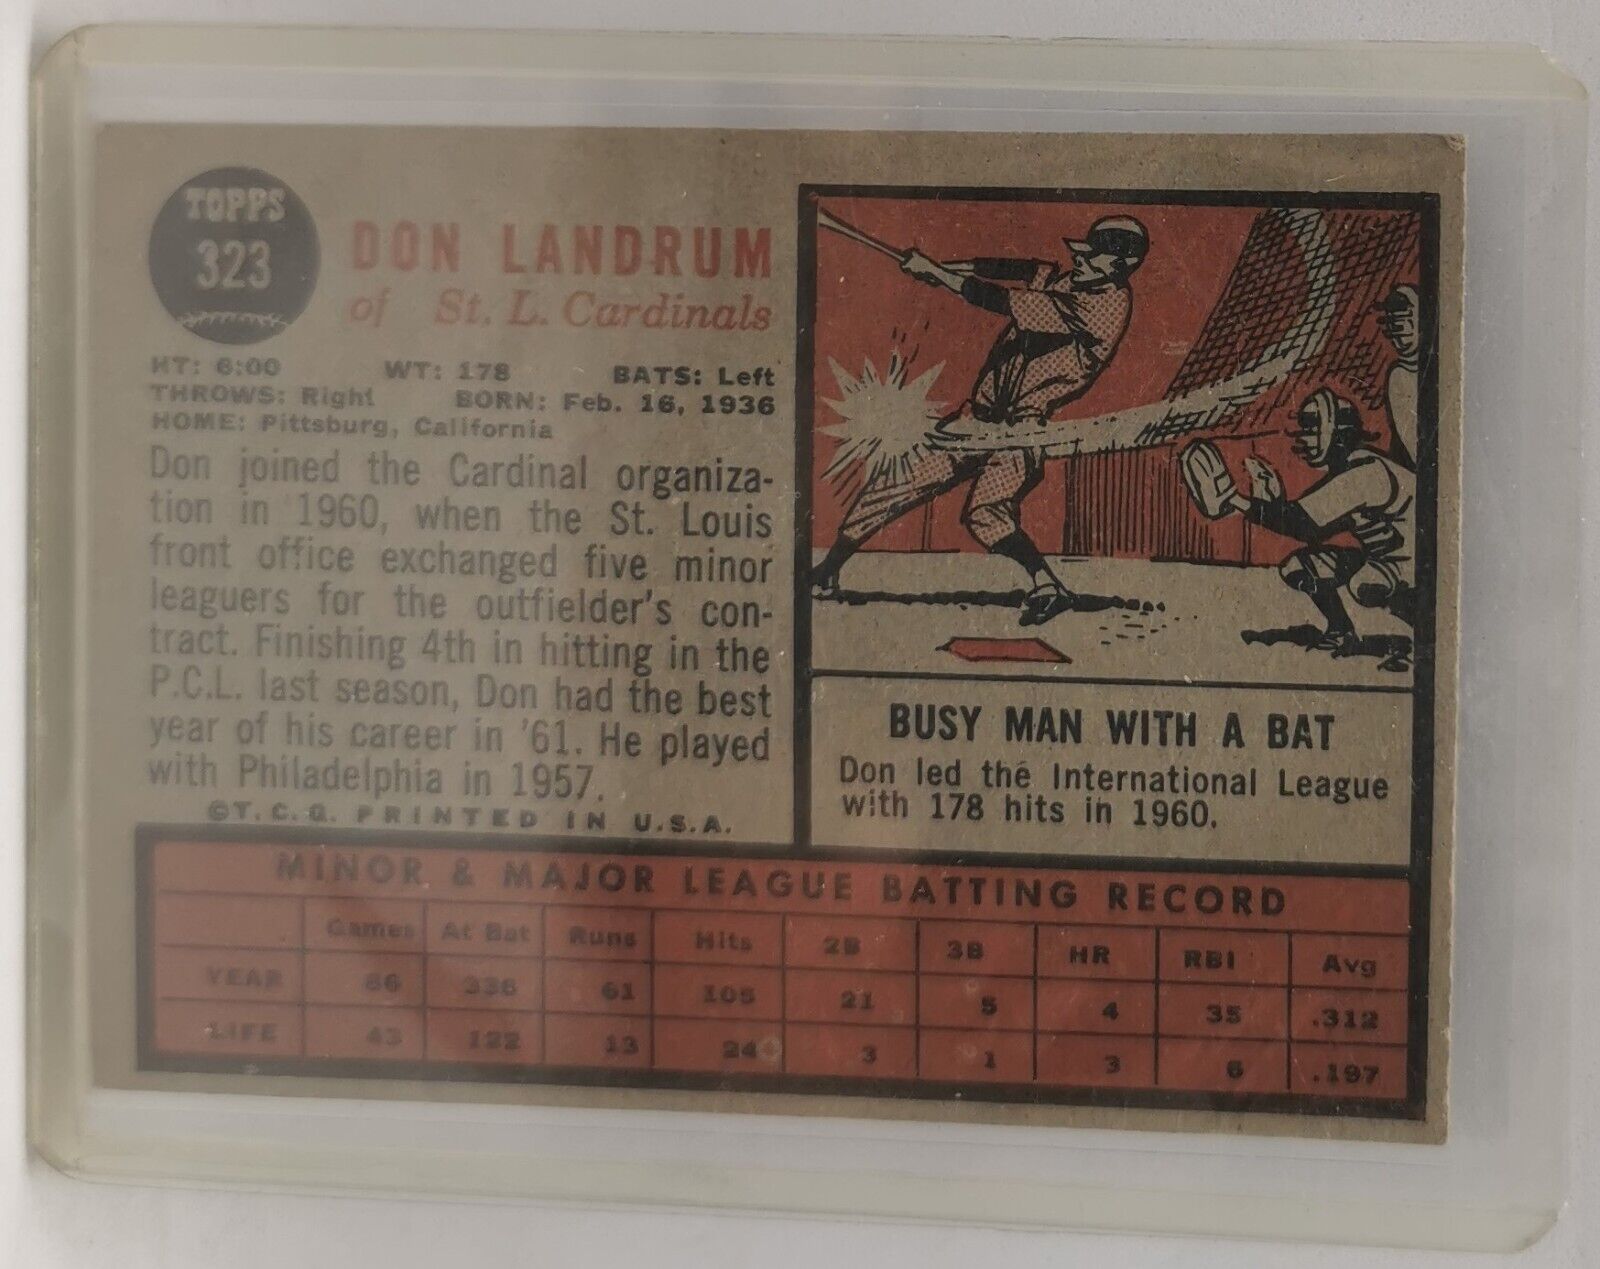 TOPPS
323
DON LANDRUM
of St. L. Cardinals
HT: 6:00 WT: 178 BATS: Left
THROWS: Right BORN: Feb. 16, 1936
HOME: Pittsburg, California
Don joined the Cardinal organiza-
tion in 1960, when the St. Louis
front office exchanged five minor
leaguers for the outfielder's con-
tract. Finishing 4th in hitting in the
P.C.L. last season, Don had the best
year of his career in '61. He played
with Philadelphia in 1957.
©T.C.G. PRINTED IN U.S.A.
BUSY MAN WITH A BAT
Don led the International League
with 178 hits in 1960.
MINOR & MAJOR LEAGUE BATTING RECORD
Games At Bat Runs Hits 2B 3B HR RBI Avg
YEAR 86 336 61 105 21 5 4 35 .312
LIFE 43 122 13 24 3 1 3 6 .197